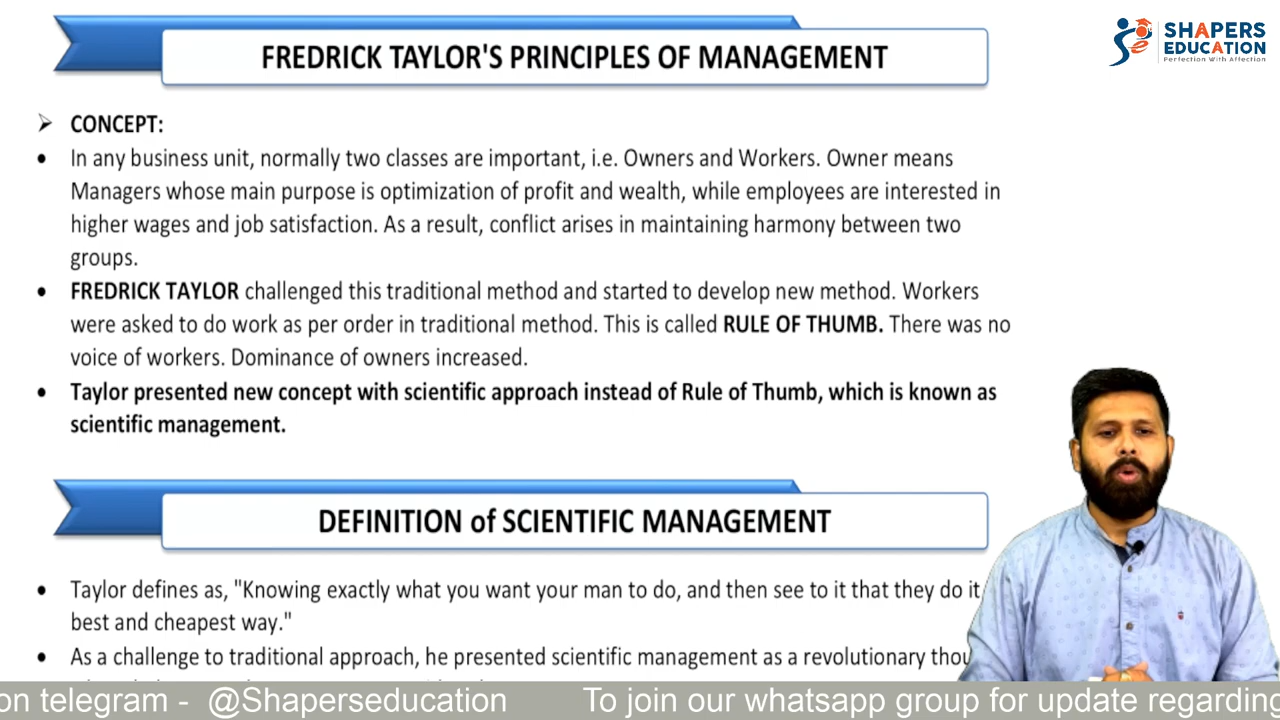 FREDRICK TAYLOR'S PRINCIPLES OF MANAGEMENT
SHAPERS
EDUCATION
Perfection With Affection
CONCEPT:
In any business unit, normally two classes are important, i.e. Owners and Workers. Owner means
Managers whose main purpose is optimization of profit and wealth, while employees are interested in
higher wages and job satisfaction. As a result, conflict arises in maintaining harmony between two
groups.
FREDRICK TAYLOR challenged this traditional method and started to develop new method. Workers
were asked to do work as per order in traditional method. This is called RULE OF THUMB. There was no
voice of workers. Dominance of owners increased.
Taylor presented new concept with scientific approach instead of Rule of Thumb, which is known as
scientific management.
DEFINITION of SCIENTIFIC MANAGEMENT
Taylor defines as, "Knowing exactly what you want your man to do, and then see to it that they do it
best and cheapest way."
As a challenge to traditional approach, he presented scientific management as a revolutionary
on telegram - @Shaperseducation To join our whatsapp group for update regarding